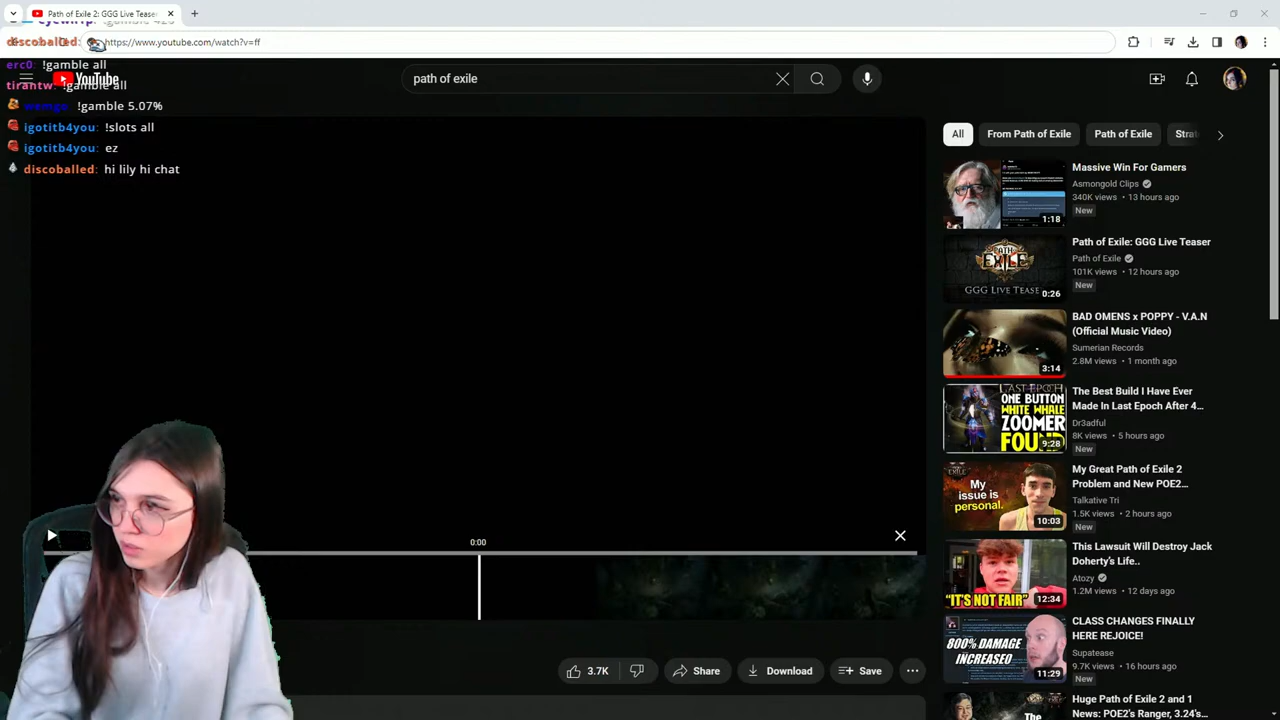 Path of Exile 2: GGG Live Tease
https://www.youtube.com/watch?v=ff
discoballed:
erc0: !gamble all
tirantw: !gamble all
!gamble 5.07%
igotitb4you: !slots all
igotitb4you: ez
discoballed: hi lily hi chat
YouTube
path of exile
0:00
3.7K
Share
Download
Save
All
From Path of Exile
Path of Exile
Massive Win For Gamers
Asmongold Clips
340K views • 13 hours ago
New
1:18
Path of Exile: GGG Live Teaser
Path of Exile
101K views • 12 hours ago
New
PATH OF EXILE
GGG LIVE TEASE
0:26
BAD OMENS x POPPY - V.A.N
(Official Music Video)
Sumerian Records
2.8M views • 1 month ago
3:14
The Best Build I Have Ever
Made In Last Epoch After 4…
Dr3adful
8K views • 5 hours ago
New
LAST EPOCH
ONE BUTTON
WHITE WHALE
ZOOMER
FOUND
9:28
My Great Path of Exile 2
Problem and New POE2…
Talkative Tri
1.5K views • 2 hours ago
New
My
issue is
personal.
10:03
This Lawsuit Will Destroy Jack
Doherty's Life..
Atozy
1.2M views • 12 days ago
"IT'S NOT FAIR"
12:34
CLASS CHANGES FINALLY
HERE REJOICE!
Supatease
9.7K views • 16 hours ago
New
800% DAMAGE
INCREASED
11:29
Huge Path of Exile 2 and 1
News: POE2's Ranger, 3.24's…
The